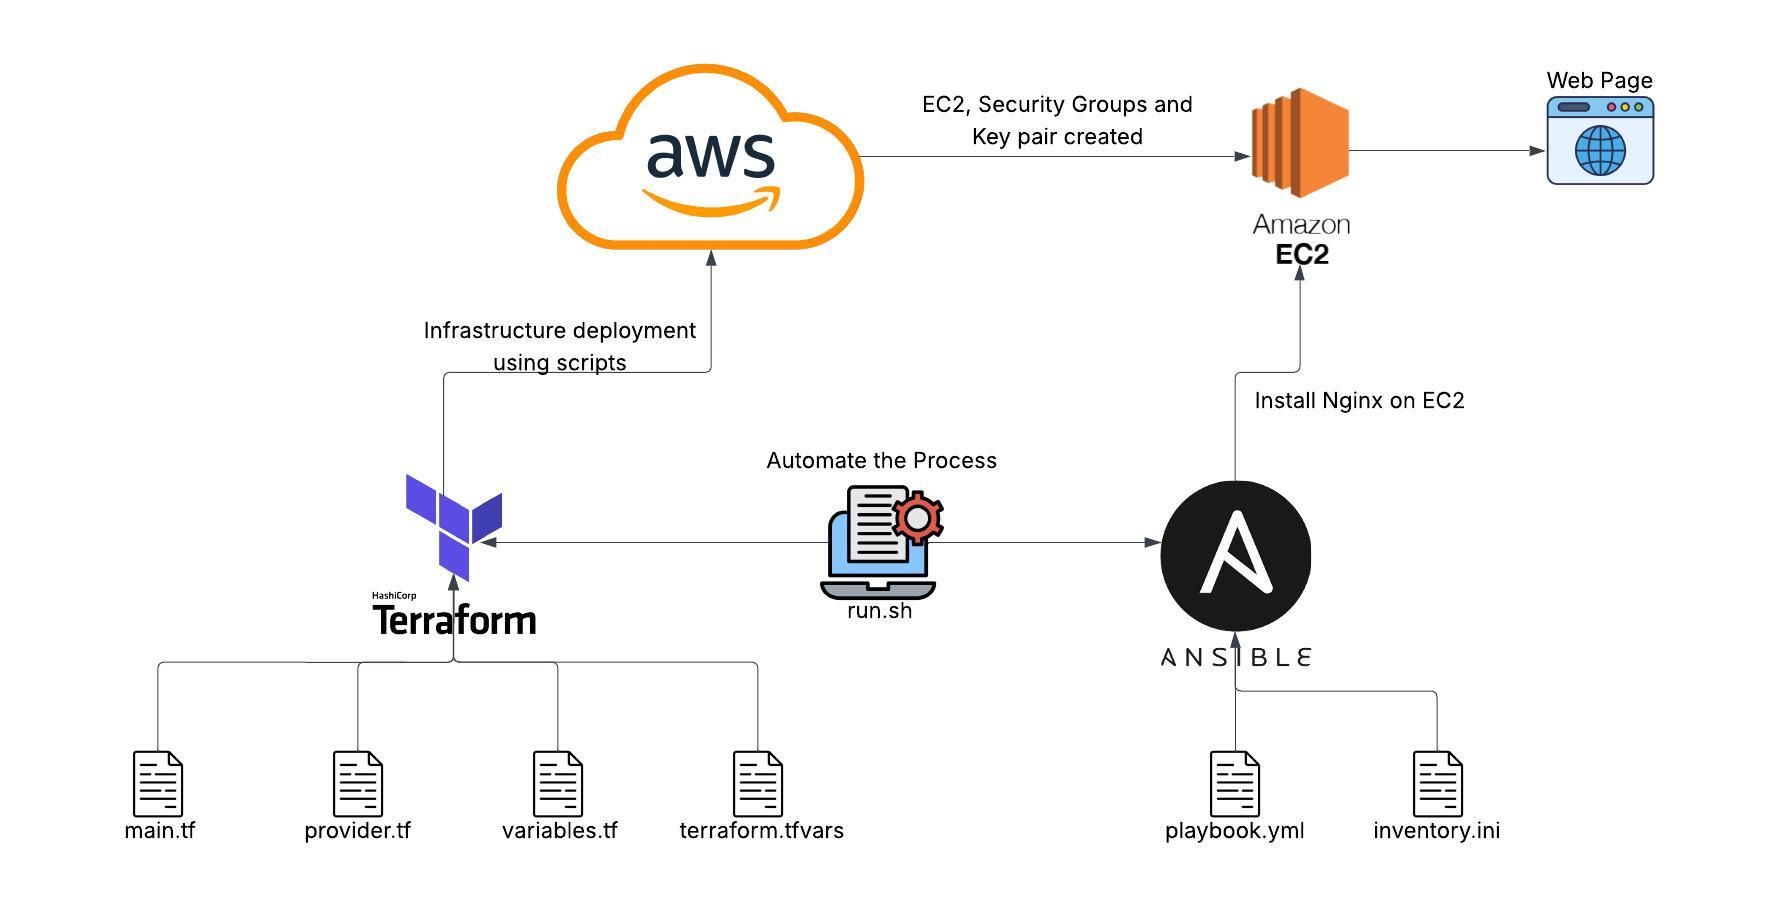 Web Page
EC2, Security Groups and
Key pair created
aws
Amazon
EC2
Infrastructure deployment
using scripts
Install Nginx on EC2
Automate the Process
HashiCorp
Terraform
run.sh
ANSIBLE
main.tf
provider.tf
variables.tf
terraform.tfvars
playbook.yml
inventory.ini